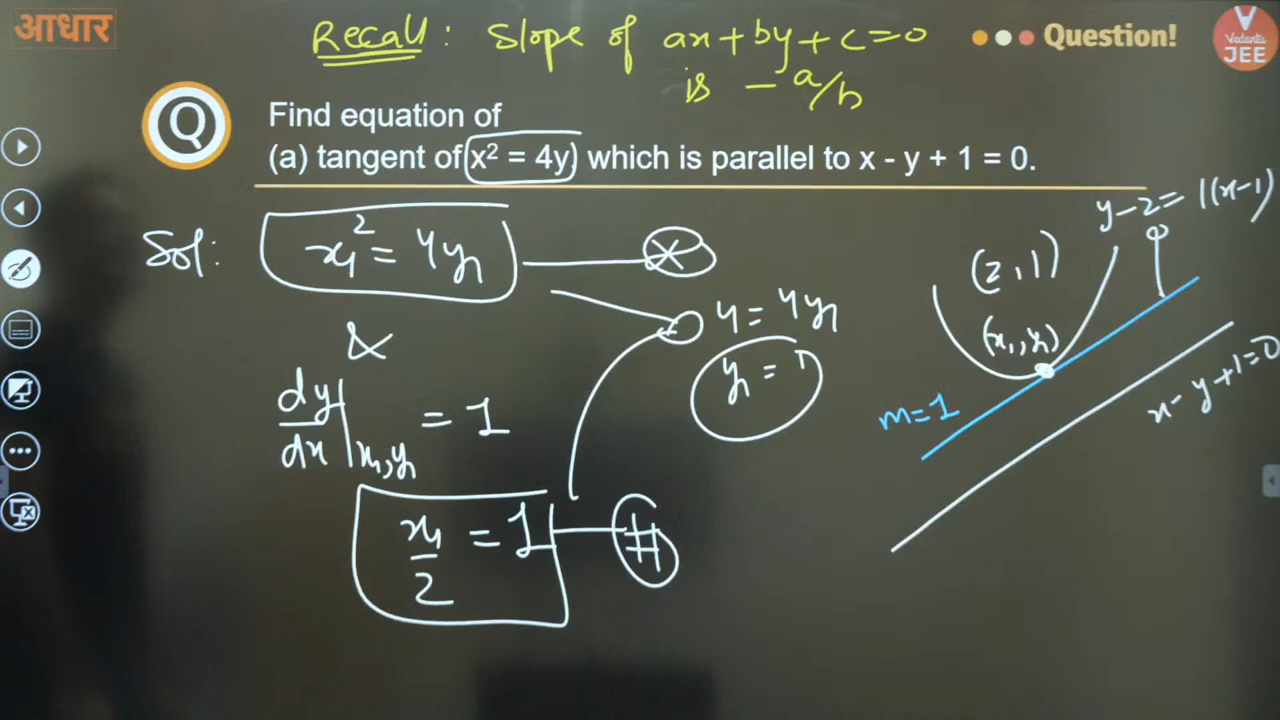 आधार
Recall: Slope of ax+by+c=0
is -a/b
Question!
Vedantu
JEE
Q
Find equation of
(a) tangent of x² = 4y which is parallel to x - y + 1 = 0.
Sol: x₁² = 4y₁
&
dy/dx | x₁,y₁ = 1
x₁/2 = 1
4 = 4y₁
y₁ = 1
y-2 = 1(x-1)
(2,1)
(x₁,y₁)
m=1
x-y+1=0